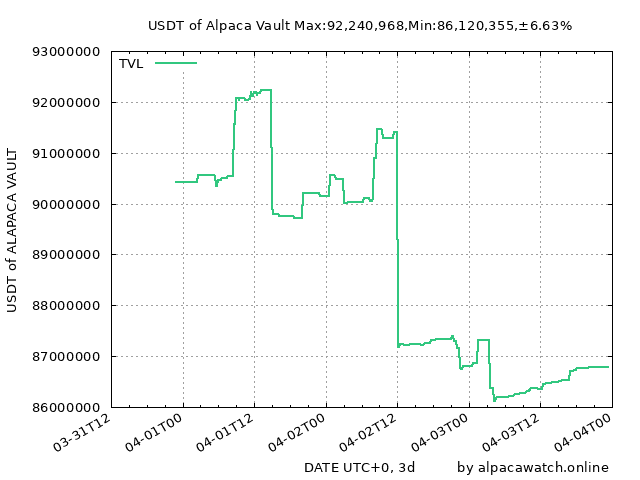 USDT of Alpaca Vault Max:92,240,968,Min:86,120,355,±6.63%
TVL
93000000
92000000
91000000
90000000
89000000
88000000
87000000
86000000
USDT of ALAPACA VAULT
03-31T12
04-01T00
04-01T12
04-02T00
04-02T12
04-03T00
04-03T12
04-04T00
DATE UTC+0, 3d
by alpacawatch.online